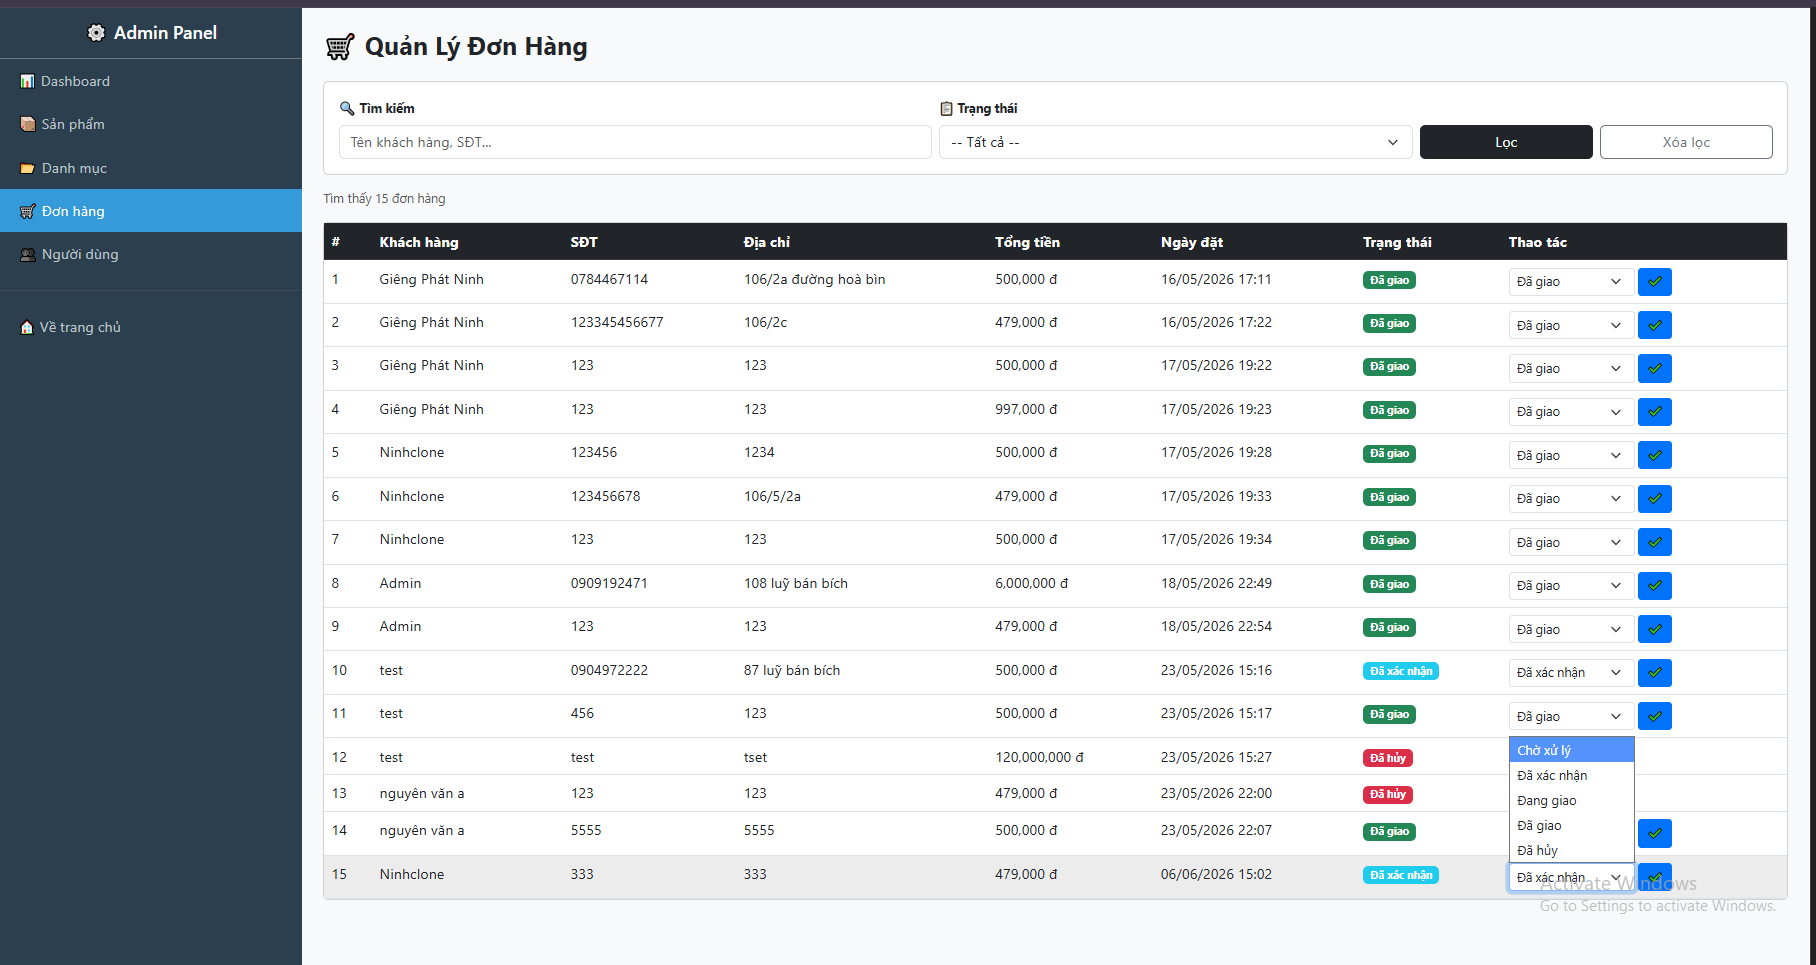 Admin Panel
Dashboard
Sản phẩm
Danh mục
Đơn hàng
Người dùng
Về trang chủ
Quản Lý Đơn Hàng
Tìm kiếm
Trạng thái
Tên khách hàng, SĐT...
-- Tất cả --
Lọc
Xóa lọc
Tìm thấy 15 đơn hàng
# Khách hàng SĐT Địa chỉ Tổng tiền Ngày đặt Trạng thái Thao tác
1 Giêng Phát Ninh 0784467114 106/2a đường hoà bìn 500,000 đ 16/05/2026 17:11 Đã giao Đã giao
2 Giêng Phát Ninh 123345456677 106/2c 479,000 đ 16/05/2026 17:22 Đã giao Đã giao
3 Giêng Phát Ninh 123 123 500,000 đ 17/05/2026 19:22 Đã giao Đã giao
4 Giêng Phát Ninh 123 123 997,000 đ 17/05/2026 19:23 Đã giao Đã giao
5 Ninhclone 123456 1234 500,000 đ 17/05/2026 19:28 Đã giao Đã giao
6 Ninhclone 123456678 106/5/2a 479,000 đ 17/05/2026 19:33 Đã giao Đã giao
7 Ninhclone 123 123 500,000 đ 17/05/2026 19:34 Đã giao Đã giao
8 Admin 0909192471 108 luỹ bán bích 6,000,000 đ 18/05/2026 22:49 Đã giao Đã giao
9 Admin 123 123 479,000 đ 18/05/2026 22:54 Đã giao Đã giao
10 test 0904972222 87 luỹ bán bích 500,000 đ 23/05/2026 15:16 Đã xác nhận Đã xác nhận
11 test 456 123 500,000 đ 23/05/2026 15:17 Đã giao Đã giao
12 test test tset 120,000,000 đ 23/05/2026 15:27 Đã hủy
13 nguyên văn a 123 123 479,000 đ 23/05/2026 22:00 Đã hủy
14 nguyên văn a 5555 5555 500,000 đ 23/05/2026 22:07 Đã giao
15 Ninhclone 333 333 479,000 đ 06/06/2026 15:02 Đã xác nhận Đã xác nhận
Chờ xử lý
Đã xác nhận
Đang giao
Đã giao
Đã hủy
Activate Windows
Go to Settings to activate Windows.